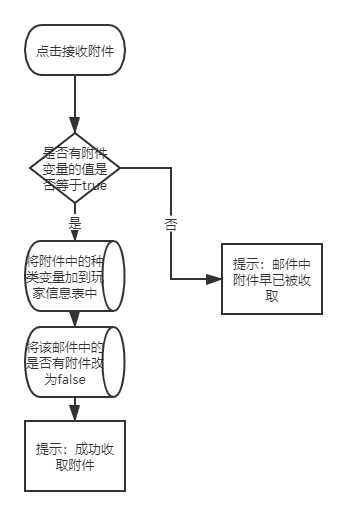 点击接收附件
是否有附件
变量的值是
否等于true
是
否
将附件中的种
类变量加到玩
家信息表中
提示：邮件中
附件早已被收
取
将该邮件中的
是否有附件改
为false
提示：成功收
取附件